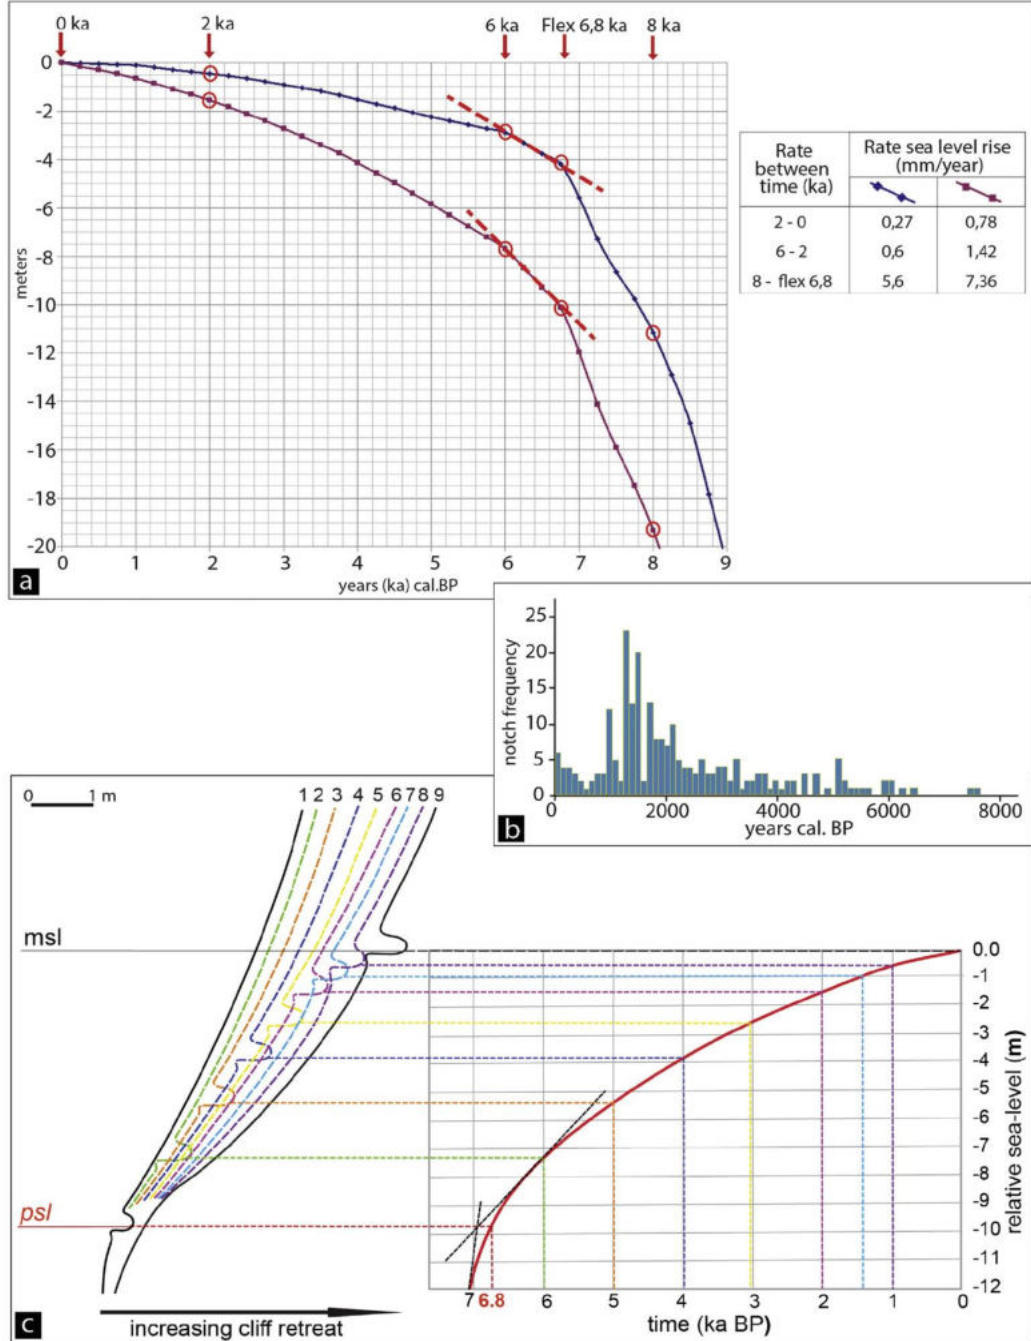 0 ka 2 ka 6 ka Flex 6,8 ka 8 ka
0
-2
-4
-6
-8
-10
-12
-14
-16
-18
-20
meters
0 1 2 3 4 5 6 7 8 9
years (ka) cal.BP
a
Rate between time (ka)
Rate sea level rise (mm/year)
2 - 0 0,27 0,78
6 - 2 0,6 1,42
8 - flex 6,8 5,6 7,36
25
20
15
10
5
0
notch frequency
0 2000 4000 6000 8000
years cal. BP
b
0 1 m
1 2 3 4 5 6 7 8 9
msl
psl
increasing cliff retreat
c
0.0
-1
-2
-3
-4
-5
-6
-7
-8
-9
-10
-11
-12
relative sea-level (m)
7 6.8 6 5 4 3 2 1 0
time (ka BP)